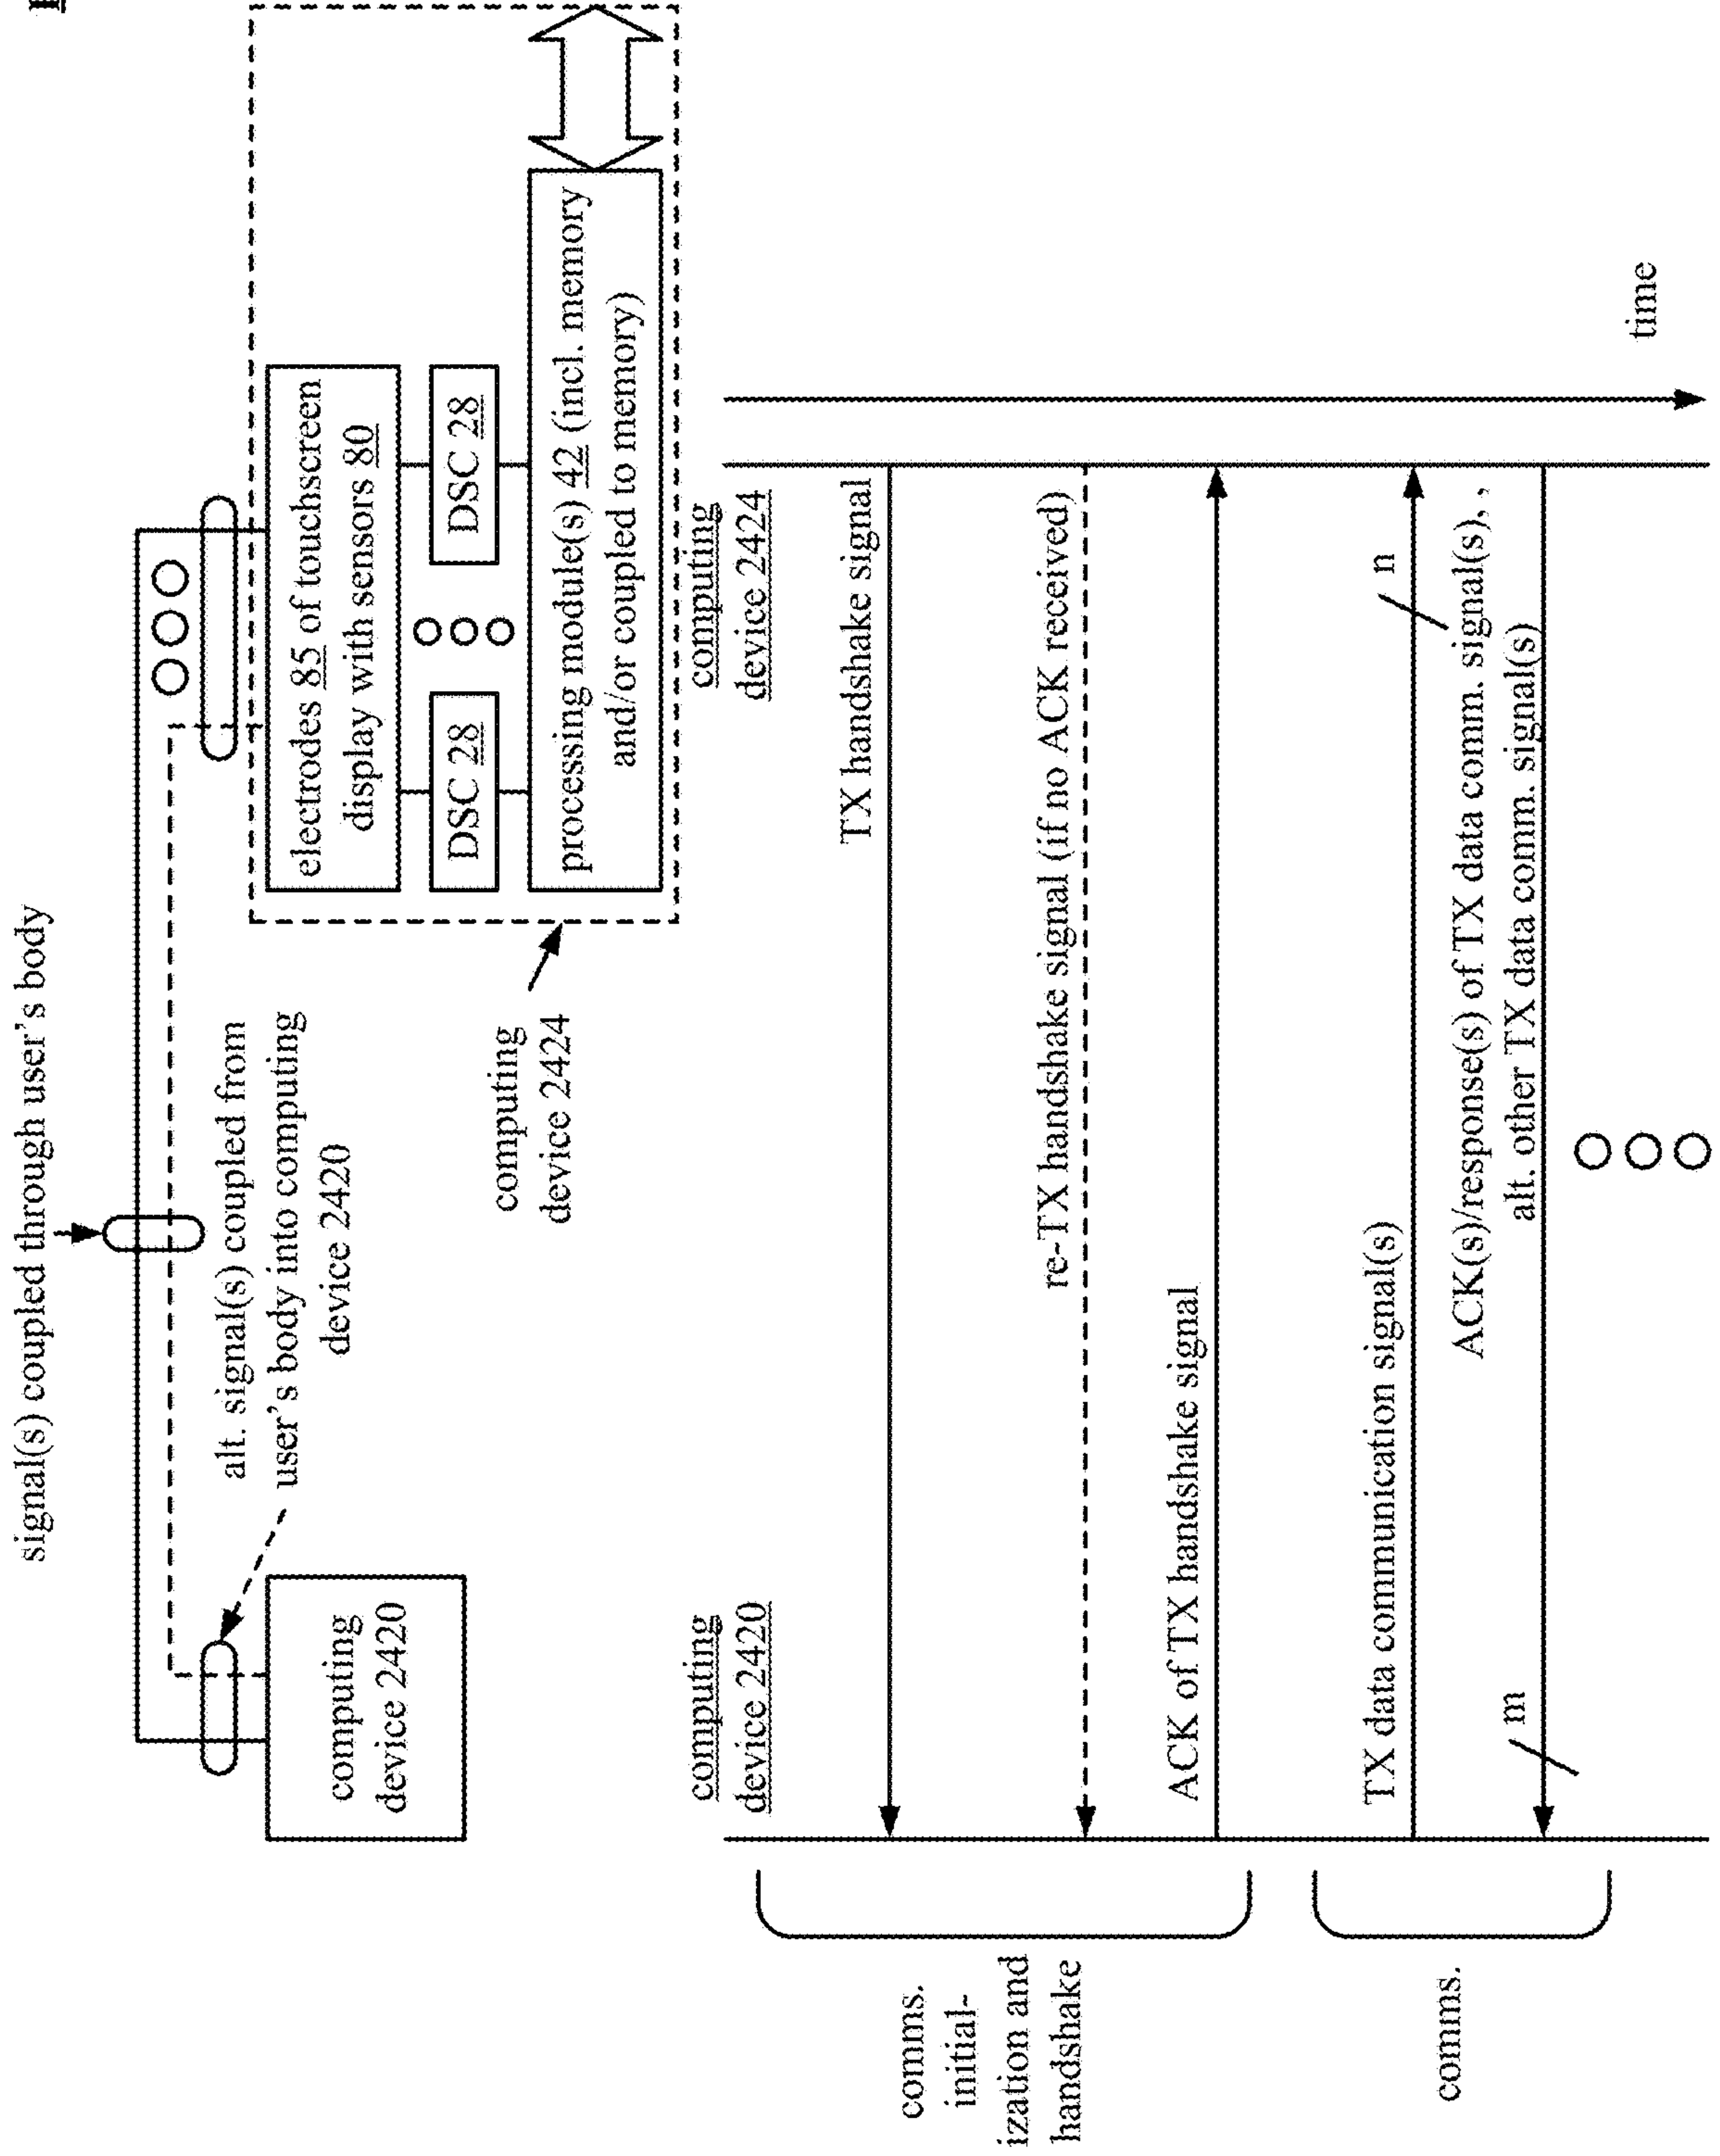 signal(s) coupled through user's body
alt. signal(s) coupled from
user's body into computing
device 2420
computing
device 2420
computing
device 2424
electrodes 85 of touchscreen
display with sensors 80
DSC 28
DSC 28
processing module(s) 42 (incl. memory
and/or coupled to memory)
computing
device 2420
computing
device 2424
comms.
initial-
ization and
handshake
TX handshake signal
re-TX handshake signal (if no ACK received)
ACK of TX handshake signal
comms.
TX data communication signal(s)
n
ACK(s)/response(s) of TX data comm. signal(s), ,
alt. other TX data comm. signal(s)
m
time